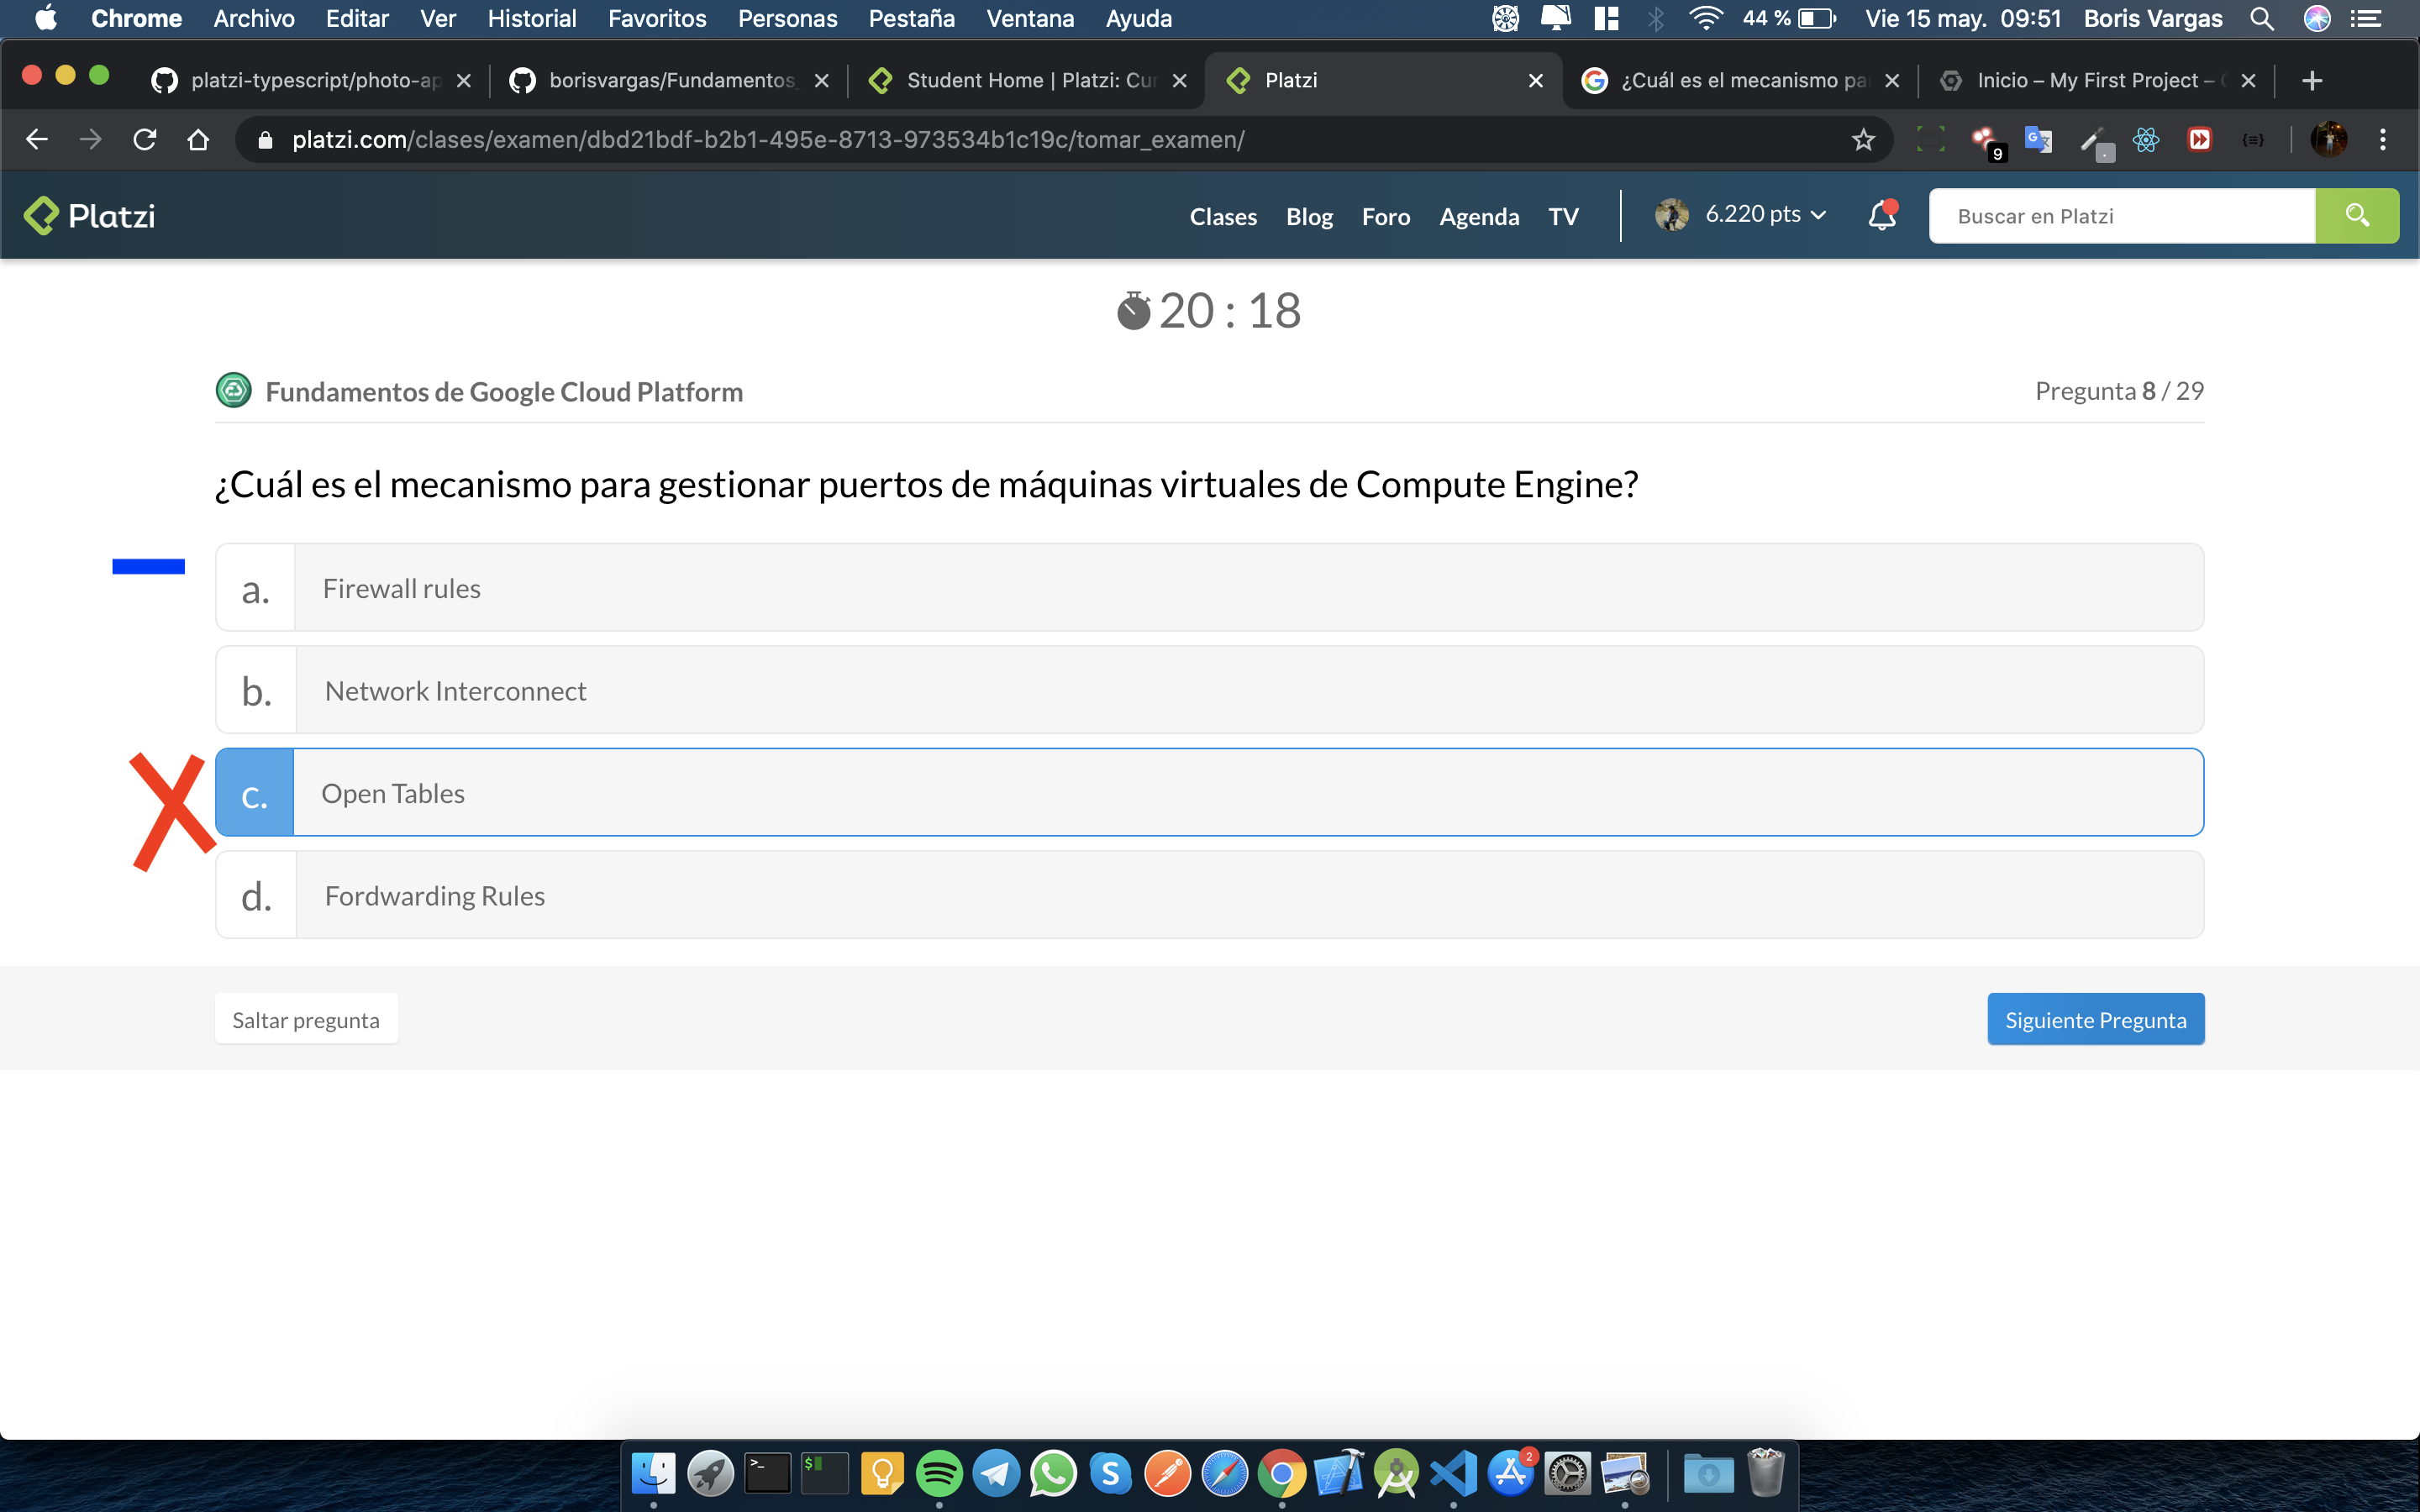 Chrome Archivo Editar Ver Historial Favoritos Personas Pestaña Ventana Ayuda 44 % Vie 15 may. 09:51 Boris Vargas
platzi-typescript/photo-ap borisvargas/Fundamentos_ Student Home | Platzi: Cur Platzi ¿Cuál es el mecanismo pa Inicio – My First Project –
platzi.com/clases/examen/dbd21bdf-b2b1-495e-8713-973534b1c19c/tomar_examen/ 9
Platzi Clases Blog Foro Agenda TV 6.220 pts Buscar en Platzi
20 : 18
Fundamentos de Google Cloud Platform Pregunta 8 / 29
¿Cuál es el mecanismo para gestionar puertos de máquinas virtuales de Compute Engine?
a. Firewall rules
b. Network Interconnect
c. Open Tables
d. Fordwarding Rules
Saltar pregunta Siguiente Pregunta
2